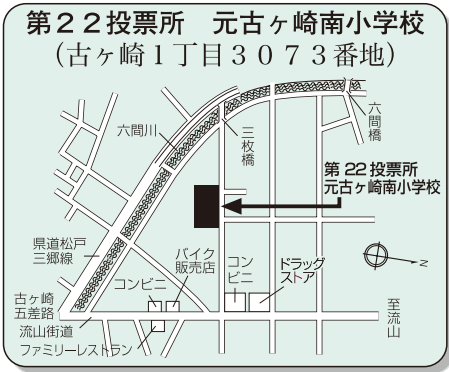 第２２投票所　元古ヶ崎南小学校
（古ヶ崎１丁目３０７３番地）
六間川
三枚橋
六間橋
第 22 投票所
元古ヶ崎南小学校
県道松戸
三郷線
バイク
販売店
コンビニ
コン
ビニ
ドラッグ
ストア
N
古ヶ崎
五差路
流山街道
ファミリーレストラン
至流山